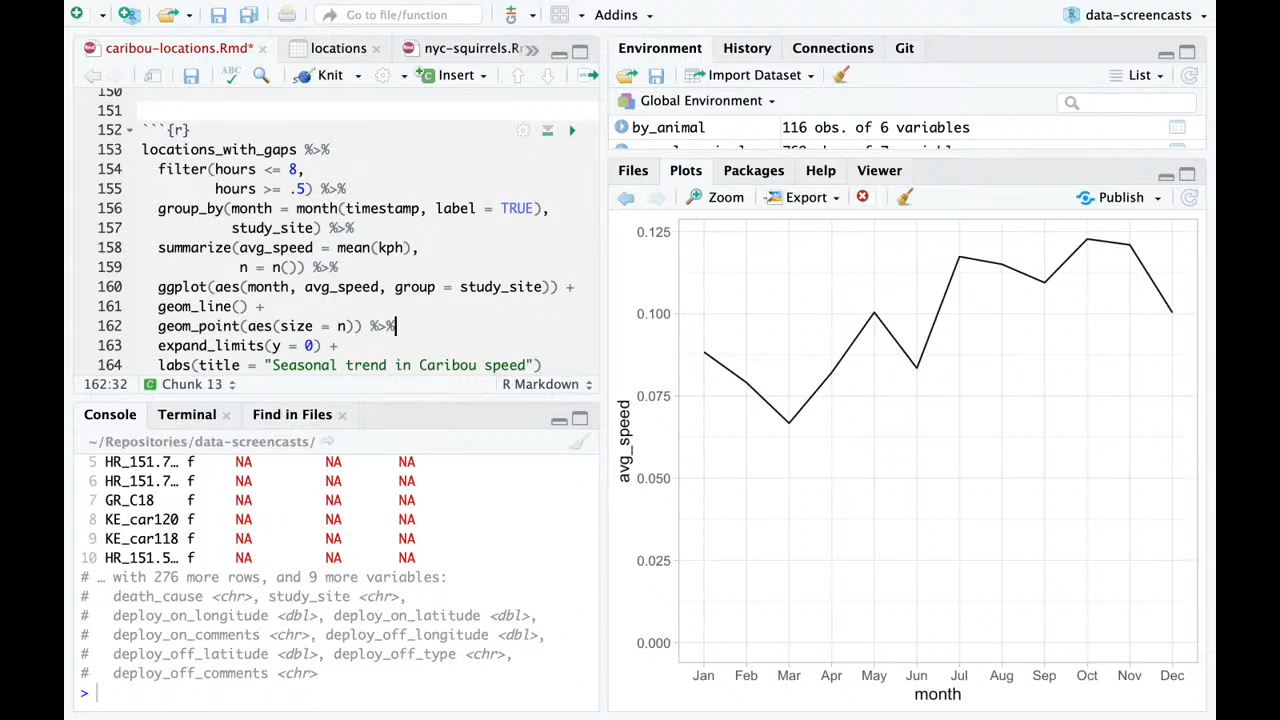 Go to file/function
Addins
data-screencasts
caribou-locations.Rmd*
locations
nyc-squirrels.R
Knit
Insert
150
151
152 ```{r}
153 locations_with_gaps %>%
154 filter(hours <= 8,
155 hours >= .5) %>%
156 group_by(month = month(timestamp, label = TRUE),
157 study_site) %>%
158 summarize(avg_speed = mean(kph),
159 n = n()) %>%
160 ggplot(aes(month, avg_speed, group = study_site)) +
161 geom_line() +
162 geom_point(aes(size = n)) %>%
163 expand_limits(y = 0) +
164 labs(title = "Seasonal trend in Caribou speed")
162:32 Chunk 13 R Markdown
Console Terminal Find in Files
~/Repositories/data-screencasts/
5 HR_151.7… f NA NA NA
6 HR_151.7… f NA NA NA
7 GR_C18 f NA NA NA
8 KE_car120 f NA NA NA
9 KE_car118 f NA NA NA
10 HR_151.5… f NA NA NA
# … with 276 more rows, and 9 more variables:
# death_cause <chr>, study_site <chr>,
# deploy_on_longitude <dbl>, deploy_on_latitude <dbl>,
# deploy_on_comments <chr>, deploy_off_longitude <dbl>,
# deploy_off_latitude <dbl>, deploy_off_type <chr>,
# deploy_off_comments <chr>
>
Environment History Connections Git
Import Dataset
List
Global Environment
by_animal 116 obs. of 6 variables
Files Plots Packages Help Viewer
Zoom Export Publish
0.125
0.100
0.075
0.050
0.025
0.000
avg_speed
Jan Feb Mar Apr May Jun Jul Aug Sep Oct Nov Dec
month